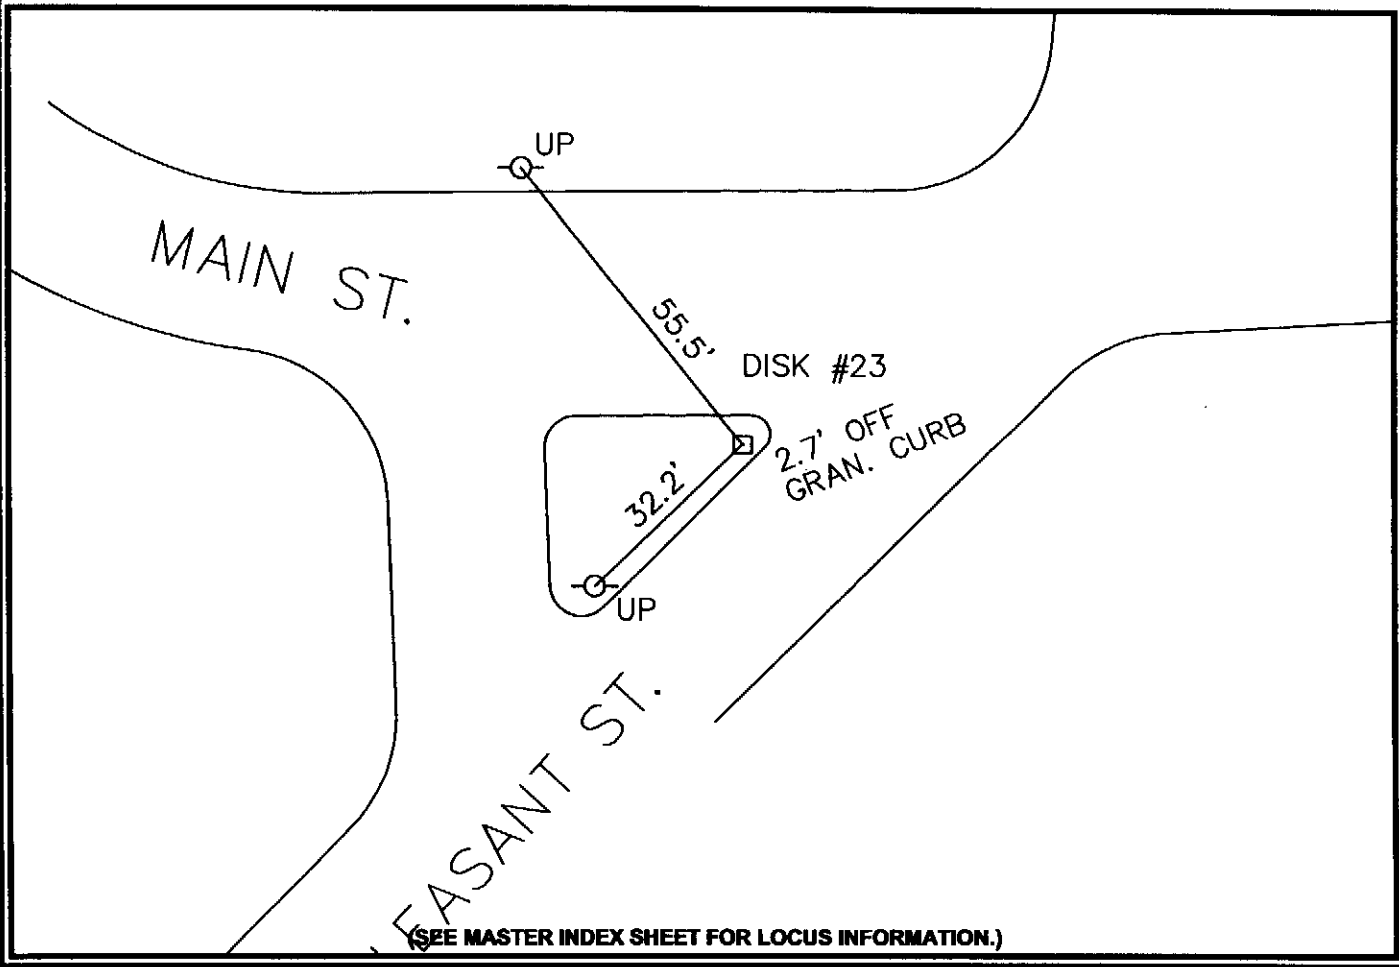 UP
MAIN ST.
55.5'
DISK #23
2.7' OFF
GRAN. CURB
32.2'
UP
LEASANT ST.
(SEE MASTER INDEX SHEET FOR LOCUS INFORMATION.)